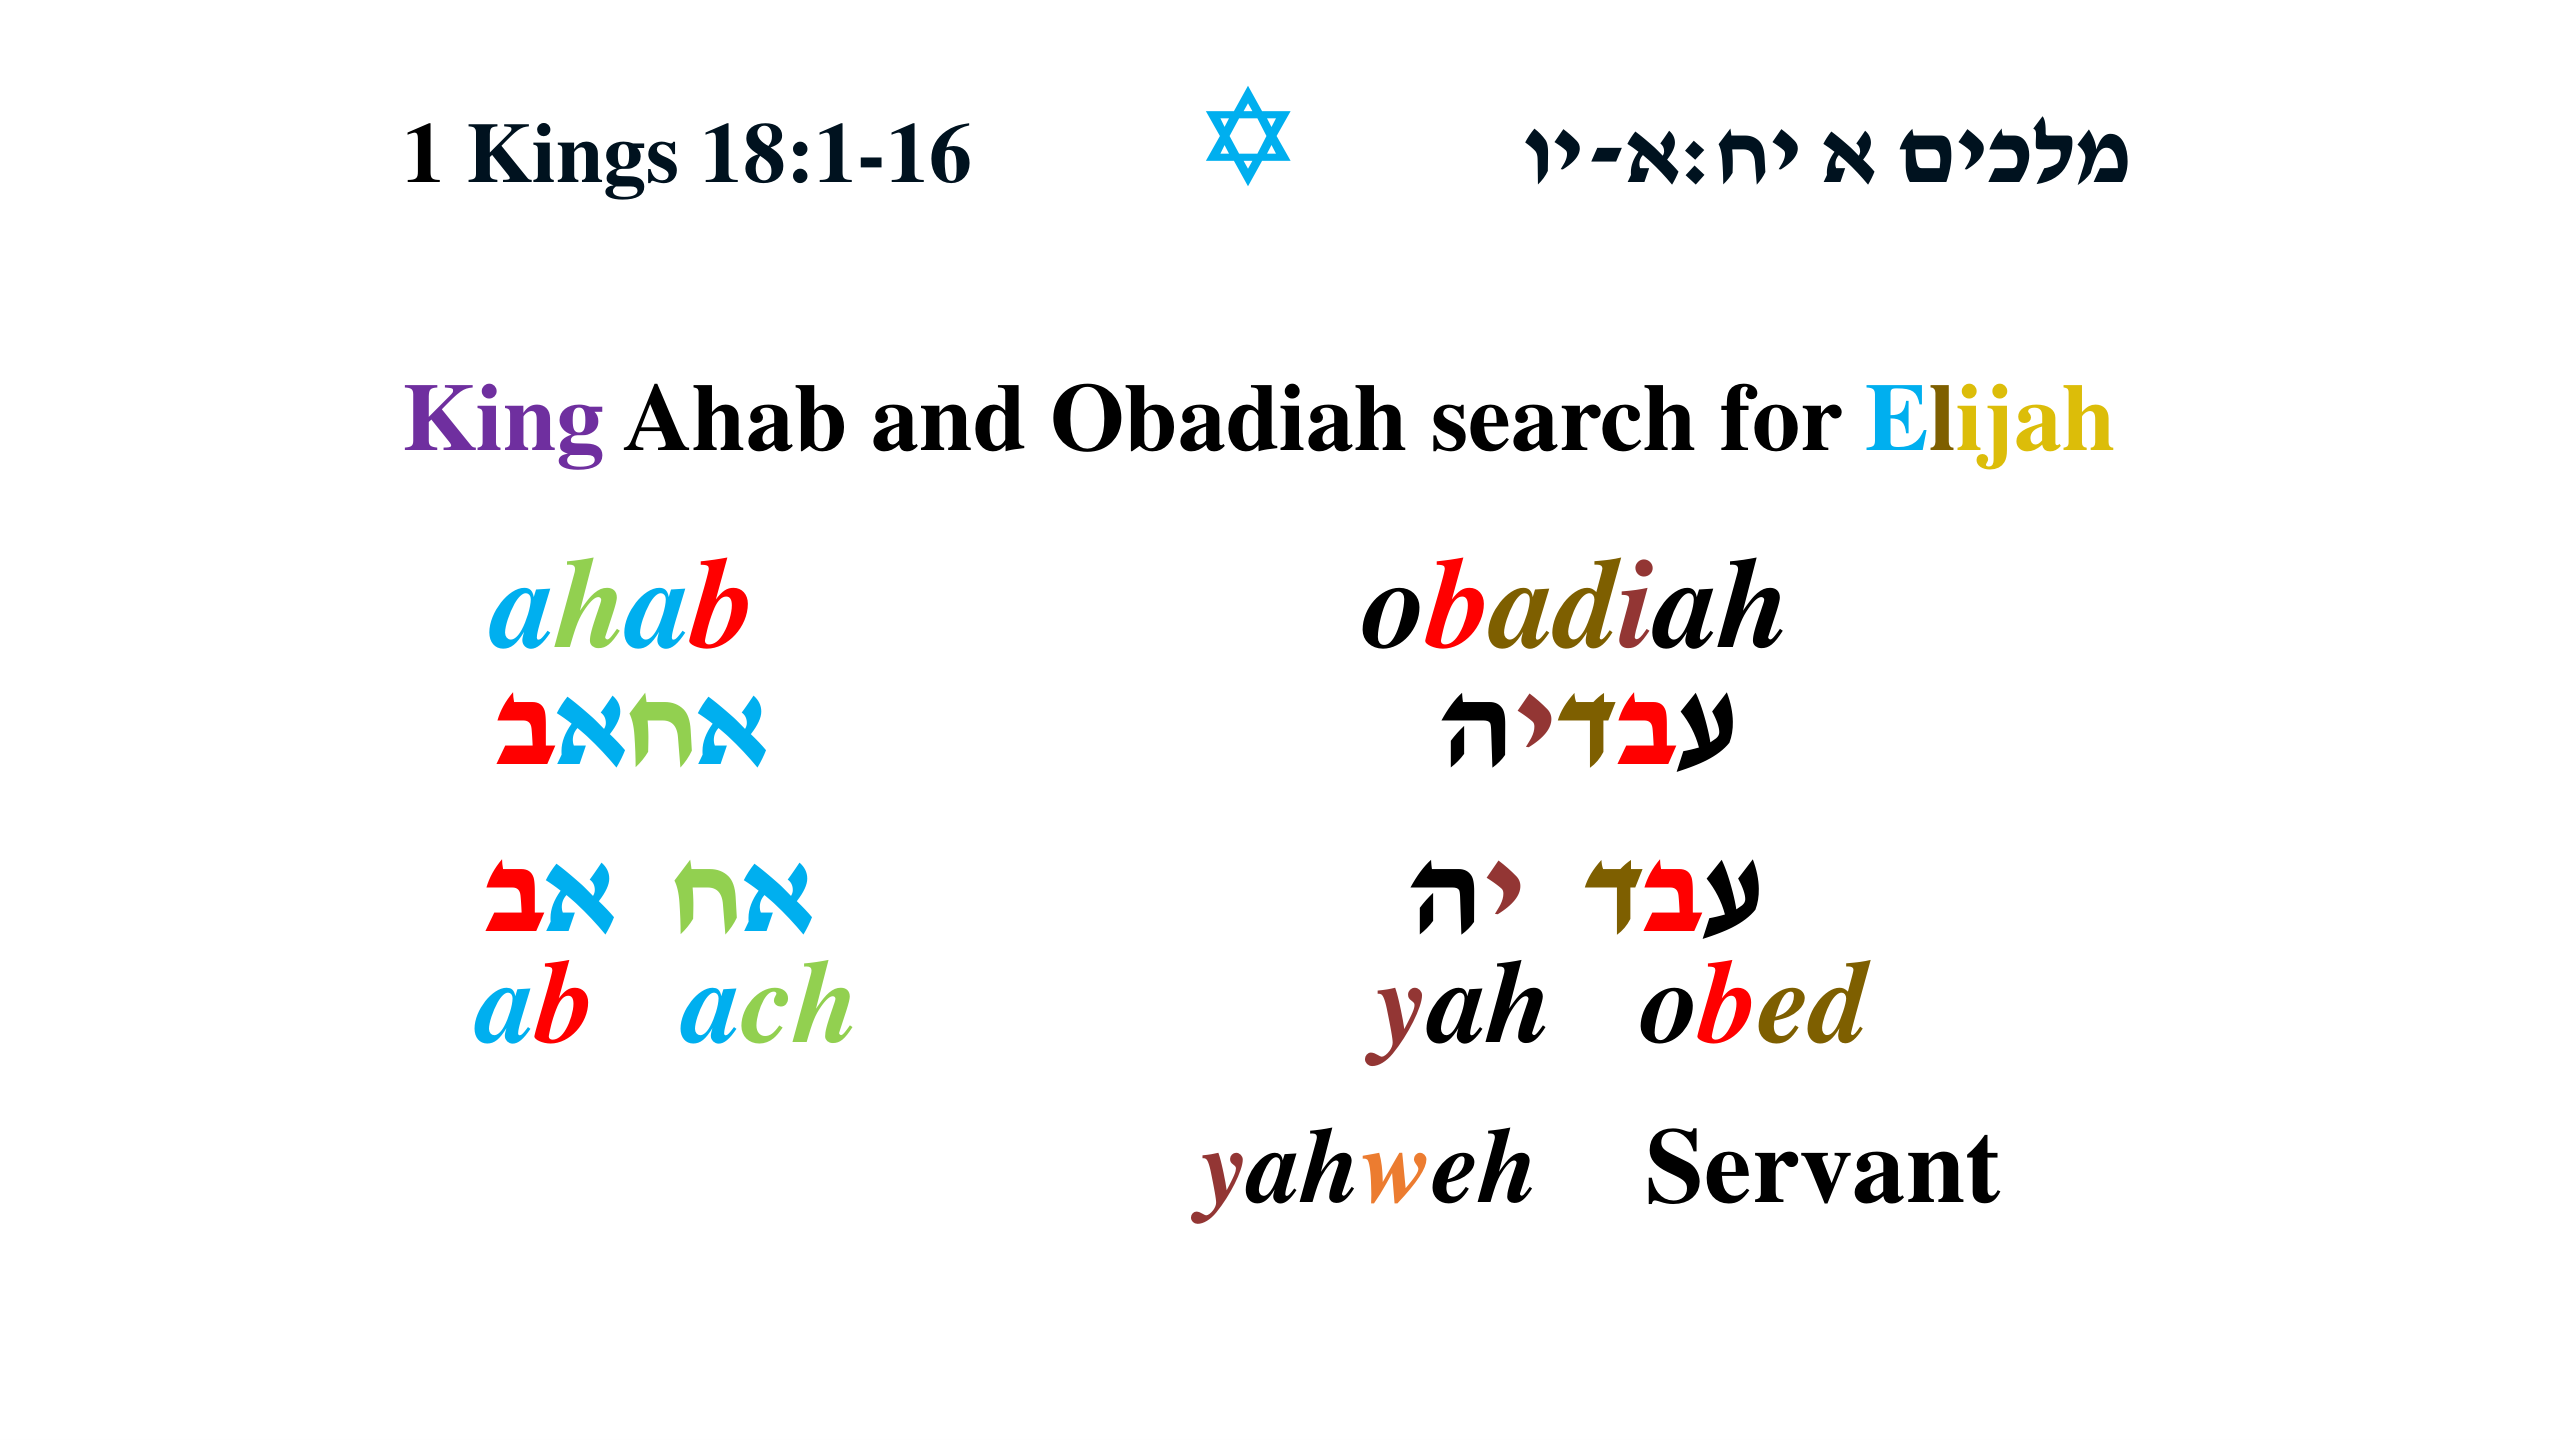 1 Kings 18:1-16 ✡ מלכים א יח:א-יו
King Ahab and Obadiah search for Elijah
ahab obadiah
אחאב עבדיה
אח אב עבד יה
ab ach yah obed
yahweh Servant